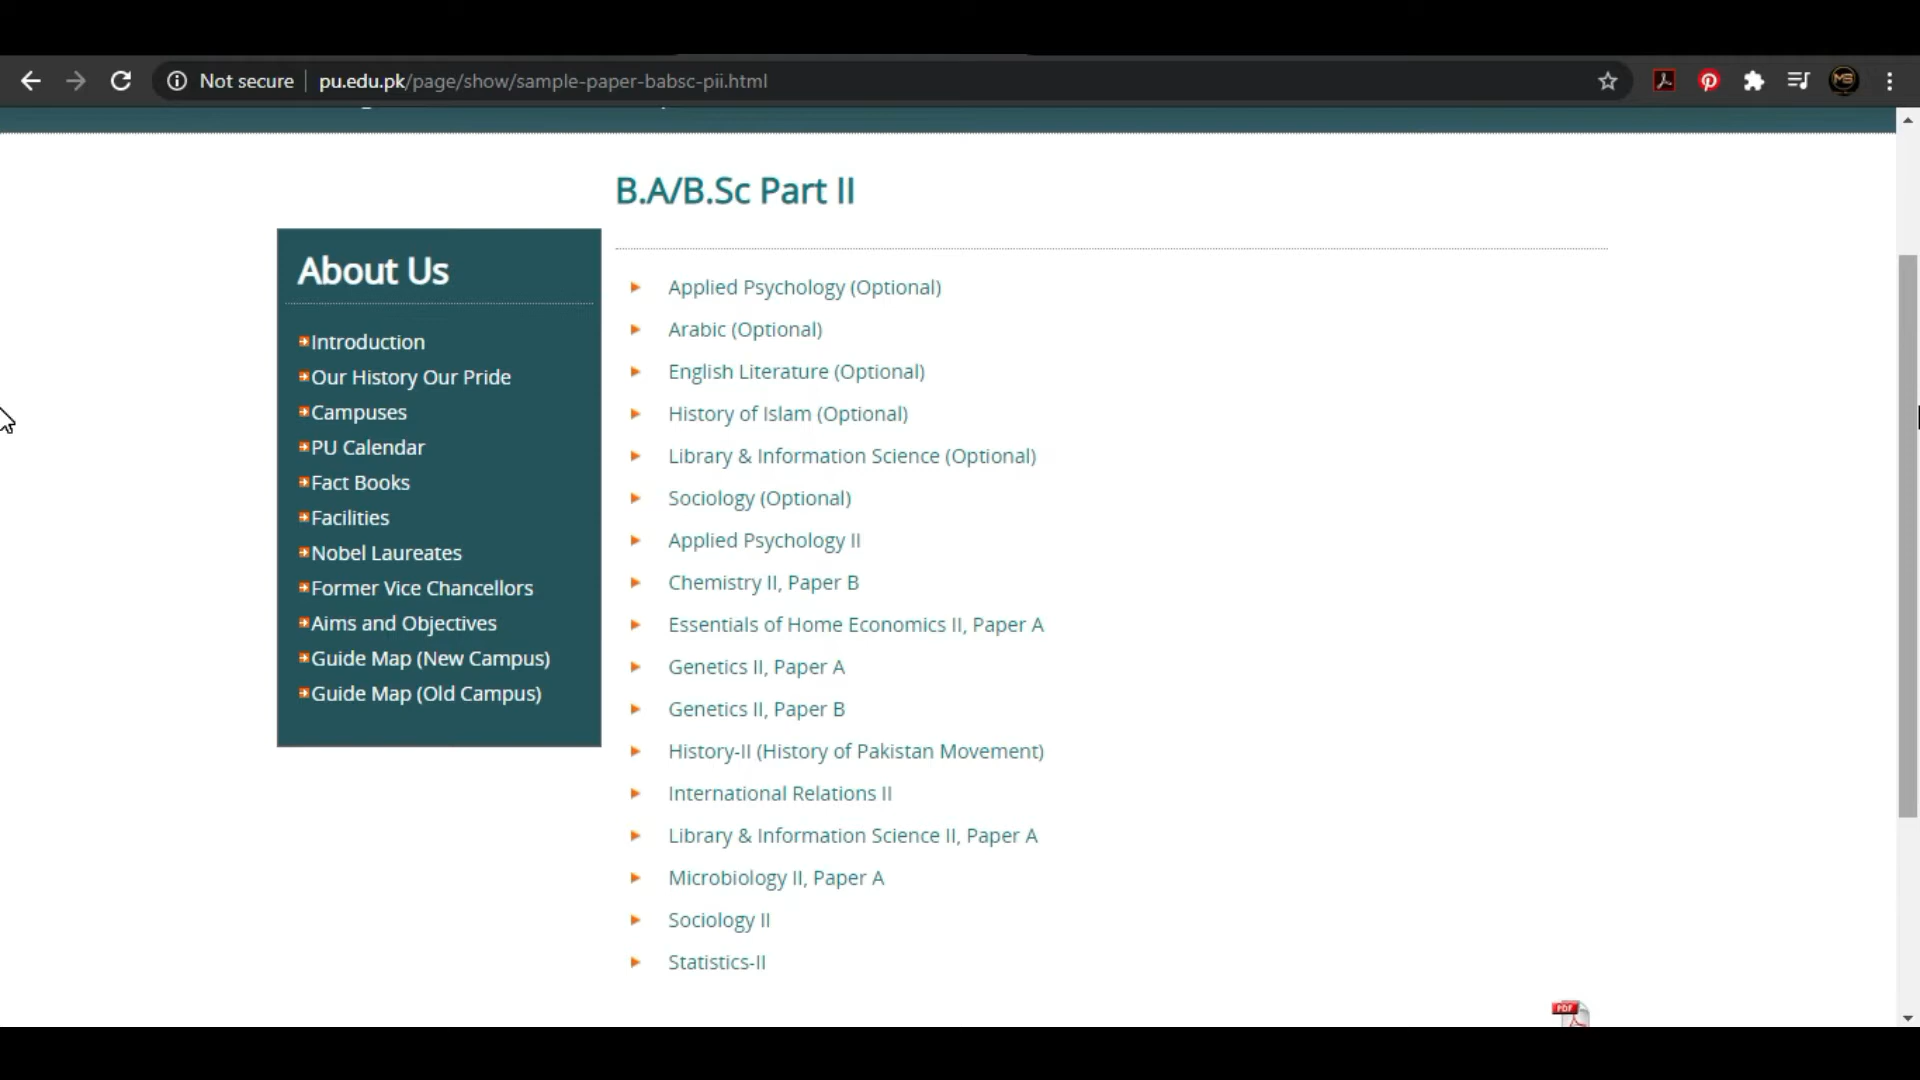 Not secure
pu.edu.pk/page/show/sample-paper-babsc-pii.html
MS
B.A/B.Sc Part II
About Us
Introduction
Our History Our Pride
Campuses
PU Calendar
Fact Books
Facilities
Nobel Laureates
Former Vice Chancellors
Aims and Objectives
Guide Map (New Campus)
Guide Map (Old Campus)
Applied Psychology (Optional)
Arabic (Optional)
English Literature (Optional)
History of Islam (Optional)
Library & Information Science (Optional)
Sociology (Optional)
Applied Psychology II
Chemistry II, Paper B
Essentials of Home Economics II, Paper A
Genetics II, Paper A
Genetics II, Paper B
History-II (History of Pakistan Movement)
International Relations II
Library & Information Science II, Paper A
Microbiology II, Paper A
Sociology II
Statistics-II
PDF